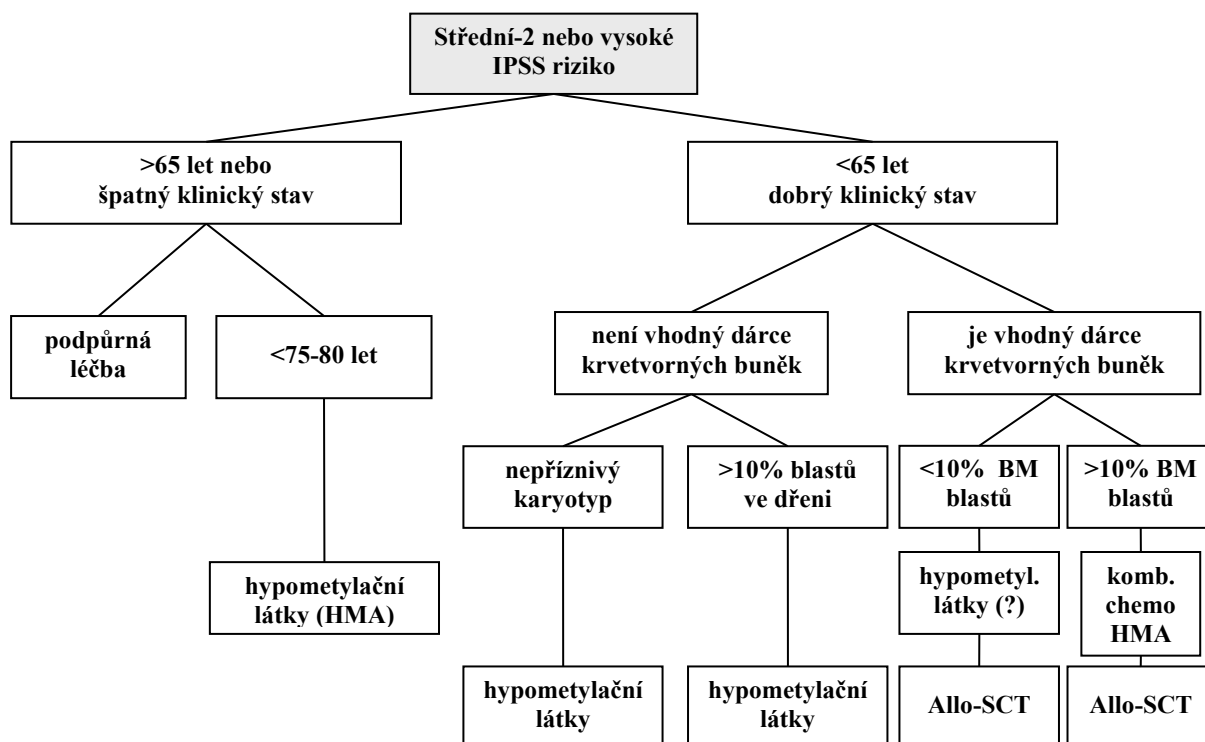 Střední-2 nebo vysoké
IPSS riziko
>65 let nebo
špatný klinický stav
<65 let
dobrý klinický stav
podpůrná
léčba
<75-80 let
není vhodný dárce
krvetvorných buněk
je vhodný dárce
krvetvorných buněk
nepříznivý
karyotyp
>10% blastů
ve dřeni
<10% BM
blastů
>10% BM
blastů
hypometylační
látky (HMA)
hypometyl.
látky (?)
komb.
chemo
HMA
hypometylační
látky
hypometylační
látky
Allo-SCT
Allo-SCT